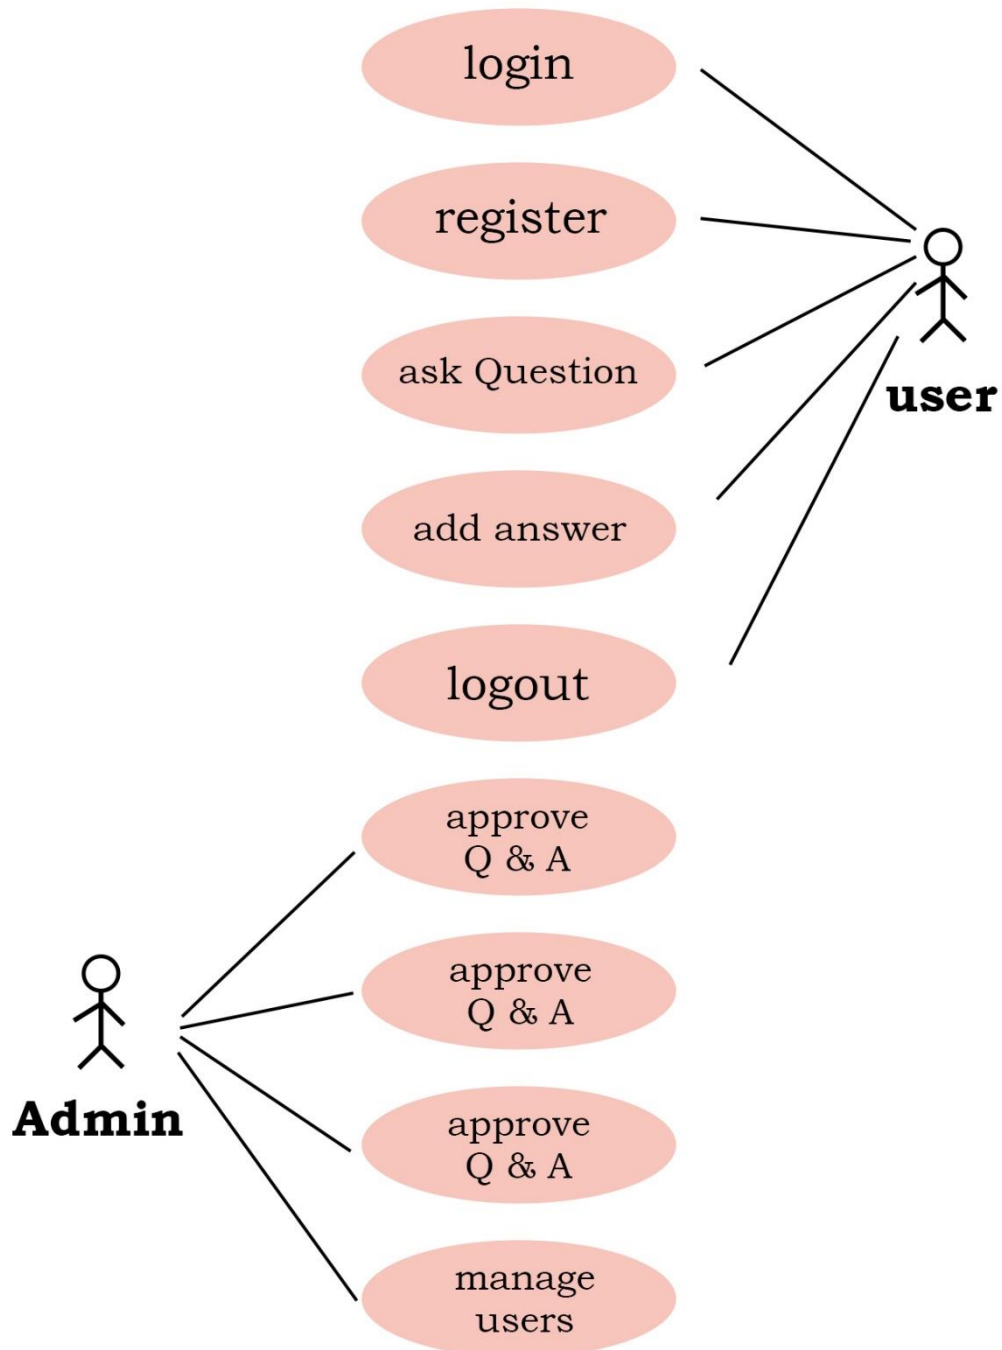 login
register
user
ask Question
add answer
logout
approve
Q & A
approve
Q & A
Admin
approve
Q & A
manage
users